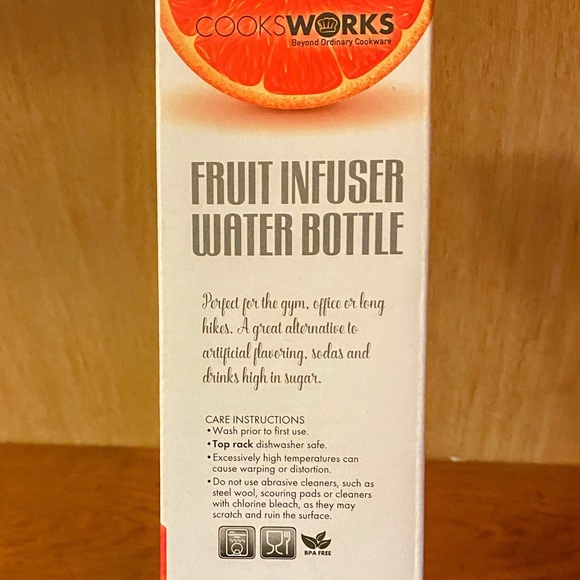 COOKSWORKS
Beyond Ordinary Cookware
FRUIT INFUSER
WATER BOTTLE
Perfect for the gym, office or long
hikes. A great alternative to
artificial flavoring, sodas and
drinks high in sugar.
CARE INSTRUCTIONS
• Wash prior to first use.
• Top rack dishwasher safe.
• Excessively high temperatures can
cause warping or distortion.
• Do not use abrasive cleaners, such as
steel wool, scouring pads or cleaners
with chlorine bleach, as they may
scratch and ruin the surface.
BPA FREE